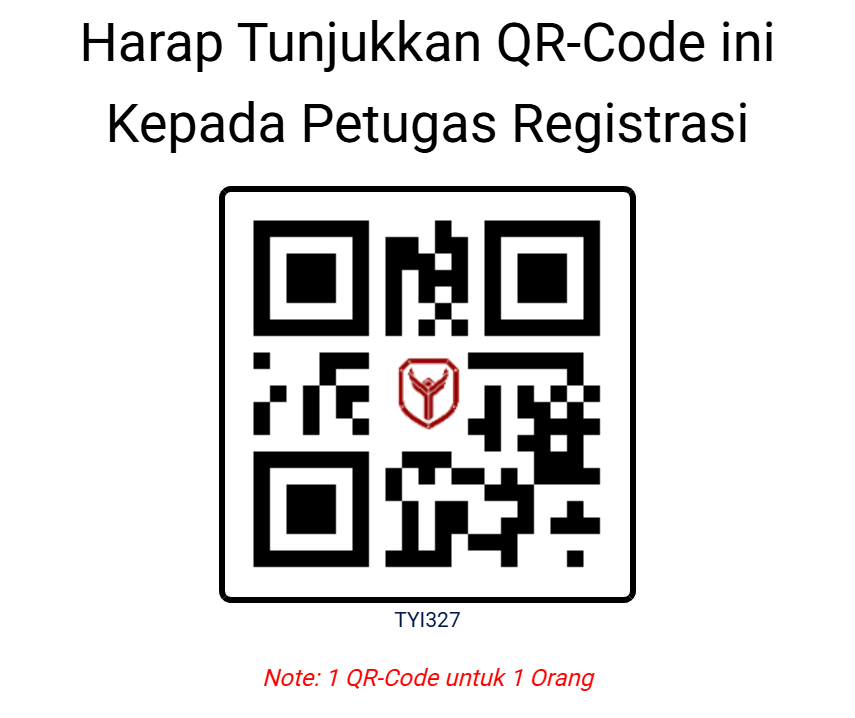 Harap Tunjukkan QR-Code ini
Kepada Petugas Registrasi
TYI327
Note: 1 QR-Code untuk 1 Orang